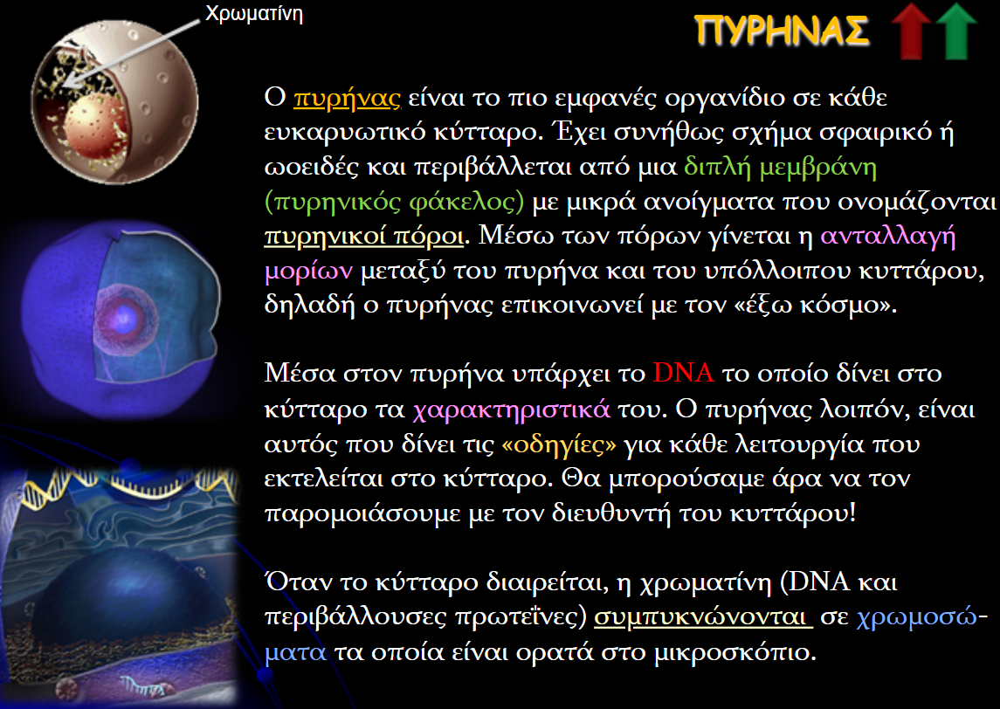 Χρωματίνη
ΠΥΡΗΝΑΣ
Ο πυρήνας είναι το πιο εμφανές οργανίδιο σε κάθε
ευκαρυωτικό κύτταρο. Έχει συνήθως σχήμα σφαιρικό ή
ωοειδές και περιβάλλεται από μια διπλή μεμβράνη
(πυρηνικός φάκελος) με μικρά ανοίγματα που ονομάζονται
πυρηνικοί πόροι. Μέσω των πόρων γίνεται η ανταλλαγή
μορίων μεταξύ του πυρήνα και του υπόλλοιπου κυττάρου,
δηλαδή ο πυρήνας επικοινωνεί με τον «έξω κόσμο».
Μέσα στον πυρήνα υπάρχει το DNA το οποίο δίνει στο
κύτταρο τα χαρακτηριστικά του. Ο πυρήνας λοιπόν, είναι
αυτός που δίνει τις «οδηγίες» για κάθε λειτουργία που
εκτελείται στο κύτταρο. Θα μπορούσαμε άρα να τον
παρομοιάσουμε με τον διευθυντή του κυττάρου!
Όταν το κύτταρο διαιρείται, η χρωματίνη (DNA και
περιβάλλουσες πρωτεΐνες) συμπυκνώνονται σε χρωμοσώ-
ματα τα οποία είναι ορατά στο μικροσκόπιο.